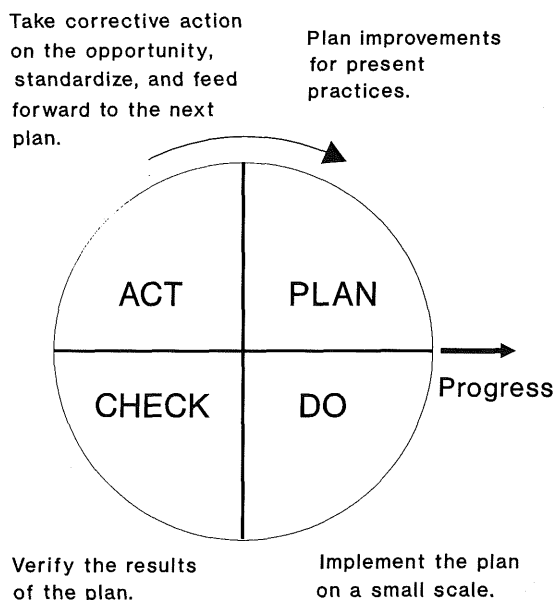 Take corrective action
on the opportunity,
standardize, and feed
forward to the next
plan.
Plan improvements
for present
practices.
ACT
PLAN
Progress
CHECK
DO
Verify the results
of the plan.
Implement the plan
on a small scale.